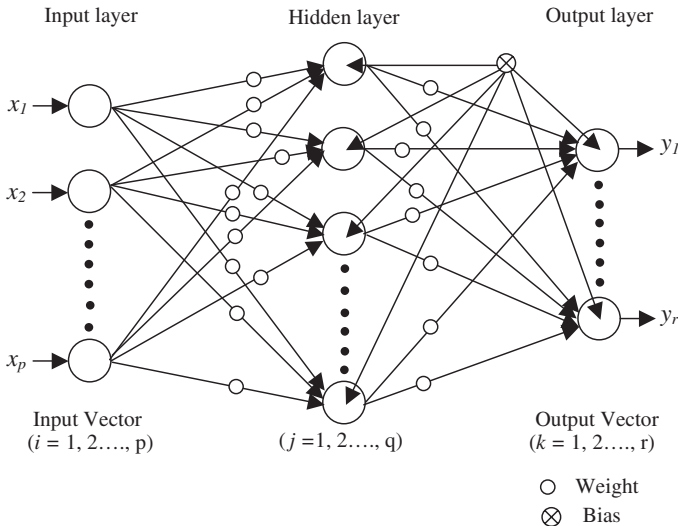 Input layer
Hidden layer
Output layer
x1
x2
xp
y1
yr
Input Vector
(i = 1, 2...., p)
(j =1, 2...., q)
Output Vector
(k = 1, 2...., r)
Weight
Bias